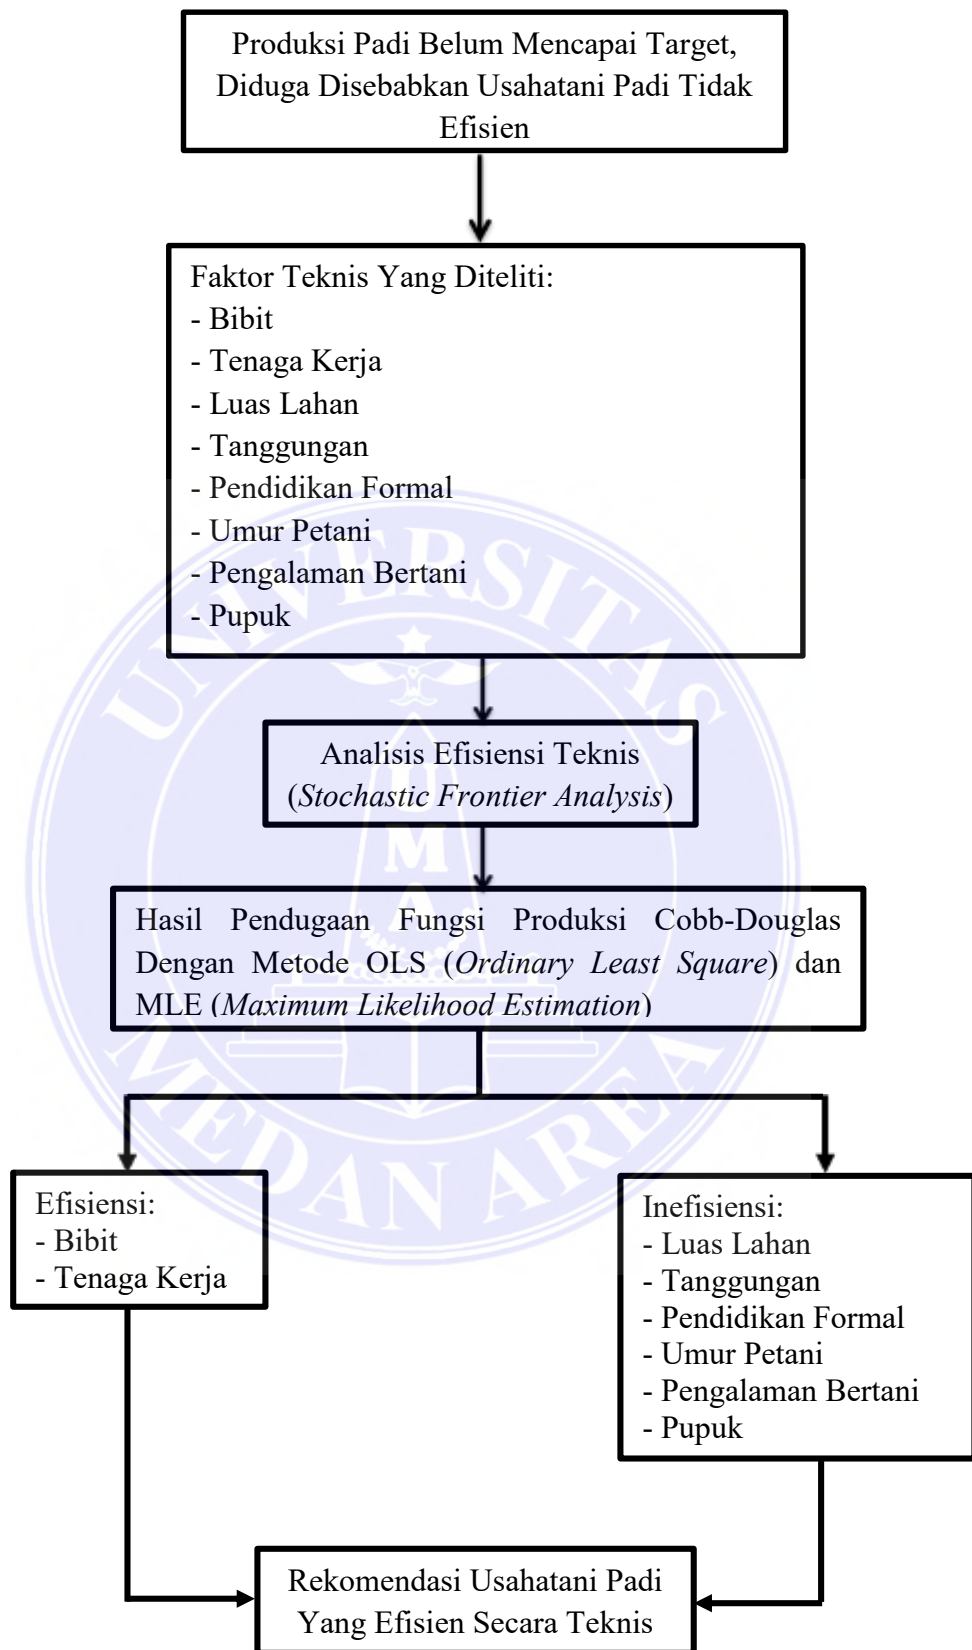 Produksi Padi Belum Mencapai Target,
Diduga Disebabkan Usahatani Padi Tidak
Efisien
Faktor Teknis Yang Diteliti:
- Bibit
- Tenaga Kerja
- Luas Lahan
- Tanggungan
- Pendidikan Formal
- Umur Petani
- Pengalaman Bertani
- Pupuk
UNIVERSITAS
Analisis Efisiensi Teknis
(Stochastic Frontier Analysis)
U
M
A
Hasil Pendugaan Fungsi Produksi Cobb-Douglas
Dengan Metode OLS (Ordinary Least Square) dan
MLE (Maximum Likelihood Estimation)
MEDAN AREA
Efisiensi:
- Bibit
- Tenaga Kerja
Inefisiensi:
- Luas Lahan
- Tanggungan
- Pendidikan Formal
- Umur Petani
- Pengalaman Bertani
- Pupuk
Rekomendasi Usahatani Padi
Yang Efisien Secara Teknis